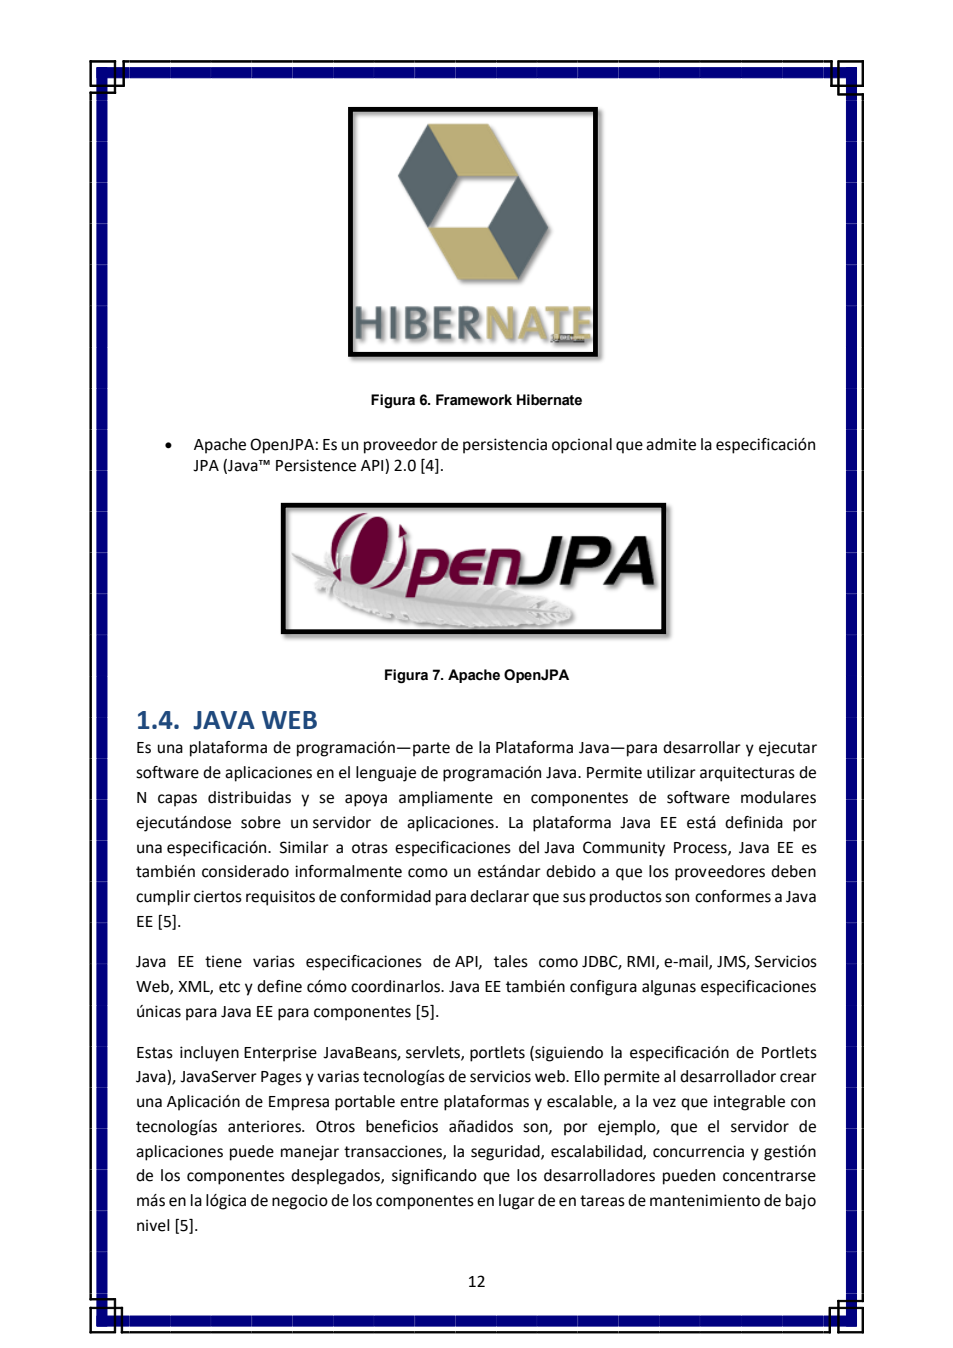 HIBERNATE
Figura 6. Framework Hibernate
• Apache OpenJPA: Es un proveedor de persistencia opcional que admite la especificación
JPA (Java™ Persistence API) 2.0 [4].
OpenJPA
Figura 7. Apache OpenJPA
1.4. JAVA WEB
Es una plataforma de programación—parte de la Plataforma Java—para desarrollar y ejecutar
software de aplicaciones en el lenguaje de programación Java. Permite utilizar arquitecturas de
N capas distribuidas y se apoya ampliamente en componentes de software modulares
ejecutándose sobre un servidor de aplicaciones. La plataforma Java EE está definida por
una especificación. Similar a otras especificaciones del Java Community Process, Java EE es
también considerado informalmente como un estándar debido a que los proveedores deben
cumplir ciertos requisitos de conformidad para declarar que sus productos son conformes a Java
EE [5].
Java EE tiene varias especificaciones de API, tales como JDBC, RMI, e-mail, JMS, Servicios
Web, XML, etc y define cómo coordinarlos. Java EE también configura algunas especificaciones
únicas para Java EE para componentes [5].
Estas incluyen Enterprise JavaBeans, servlets, portlets (siguiendo la especificación de Portlets
Java), JavaServer Pages y varias tecnologías de servicios web. Ello permite al desarrollador crear
una Aplicación de Empresa portable entre plataformas y escalable, a la vez que integrable con
tecnologías anteriores. Otros beneficios añadidos son, por ejemplo, que el servidor de
aplicaciones puede manejar transacciones, la seguridad, escalabilidad, concurrencia y gestión
de los componentes desplegados, significando que los desarrolladores pueden concentrarse
más en la lógica de negocio de los componentes en lugar de en tareas de mantenimiento de bajo
nivel [5].
12